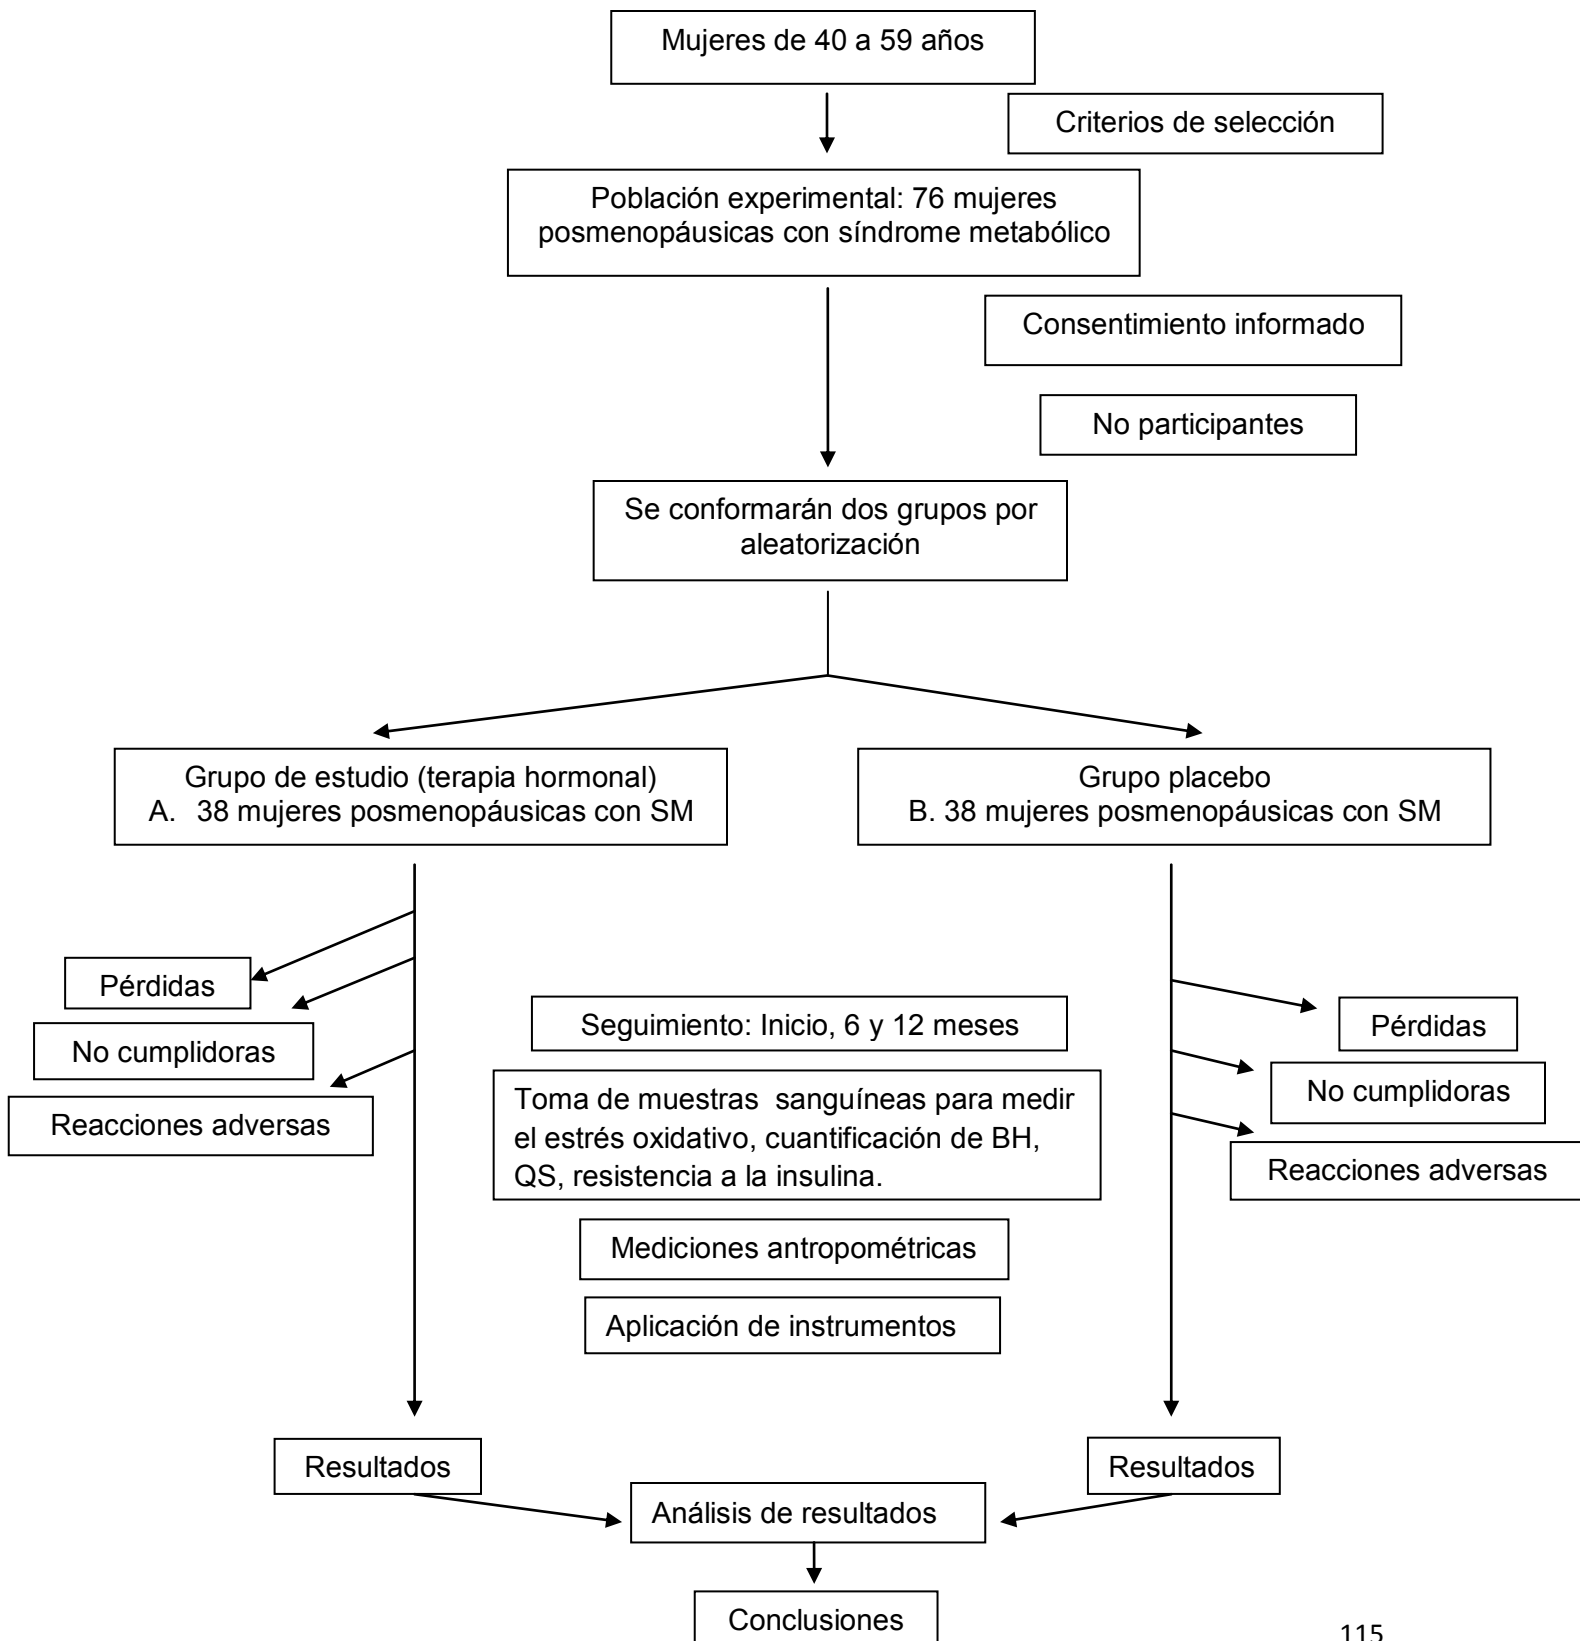 Mujeres de 40 a 59 años
Criterios de selección
Población experimental: 76 mujeres
posmenopáusicas con síndrome metabólico
Consentimiento informado
No participantes
Se conformarán dos grupos por
aleatorización
Grupo de estudio (terapia hormonal)
A. 38 mujeres posmenopáusicas con SM
Grupo placebo
B. 38 mujeres posmenopáusicas con SM
Pérdidas
No cumplidoras
Reacciones adversas
Seguimiento: Inicio, 6 y 12 meses
Toma de muestras sanguíneas para medir
el estrés oxidativo, cuantificación de BH,
QS, resistencia a la insulina.
Mediciones antropométricas
Aplicación de instrumentos
Pérdidas
No cumplidoras
Reacciones adversas
Resultados
Resultados
Análisis de resultados
Conclusiones
115